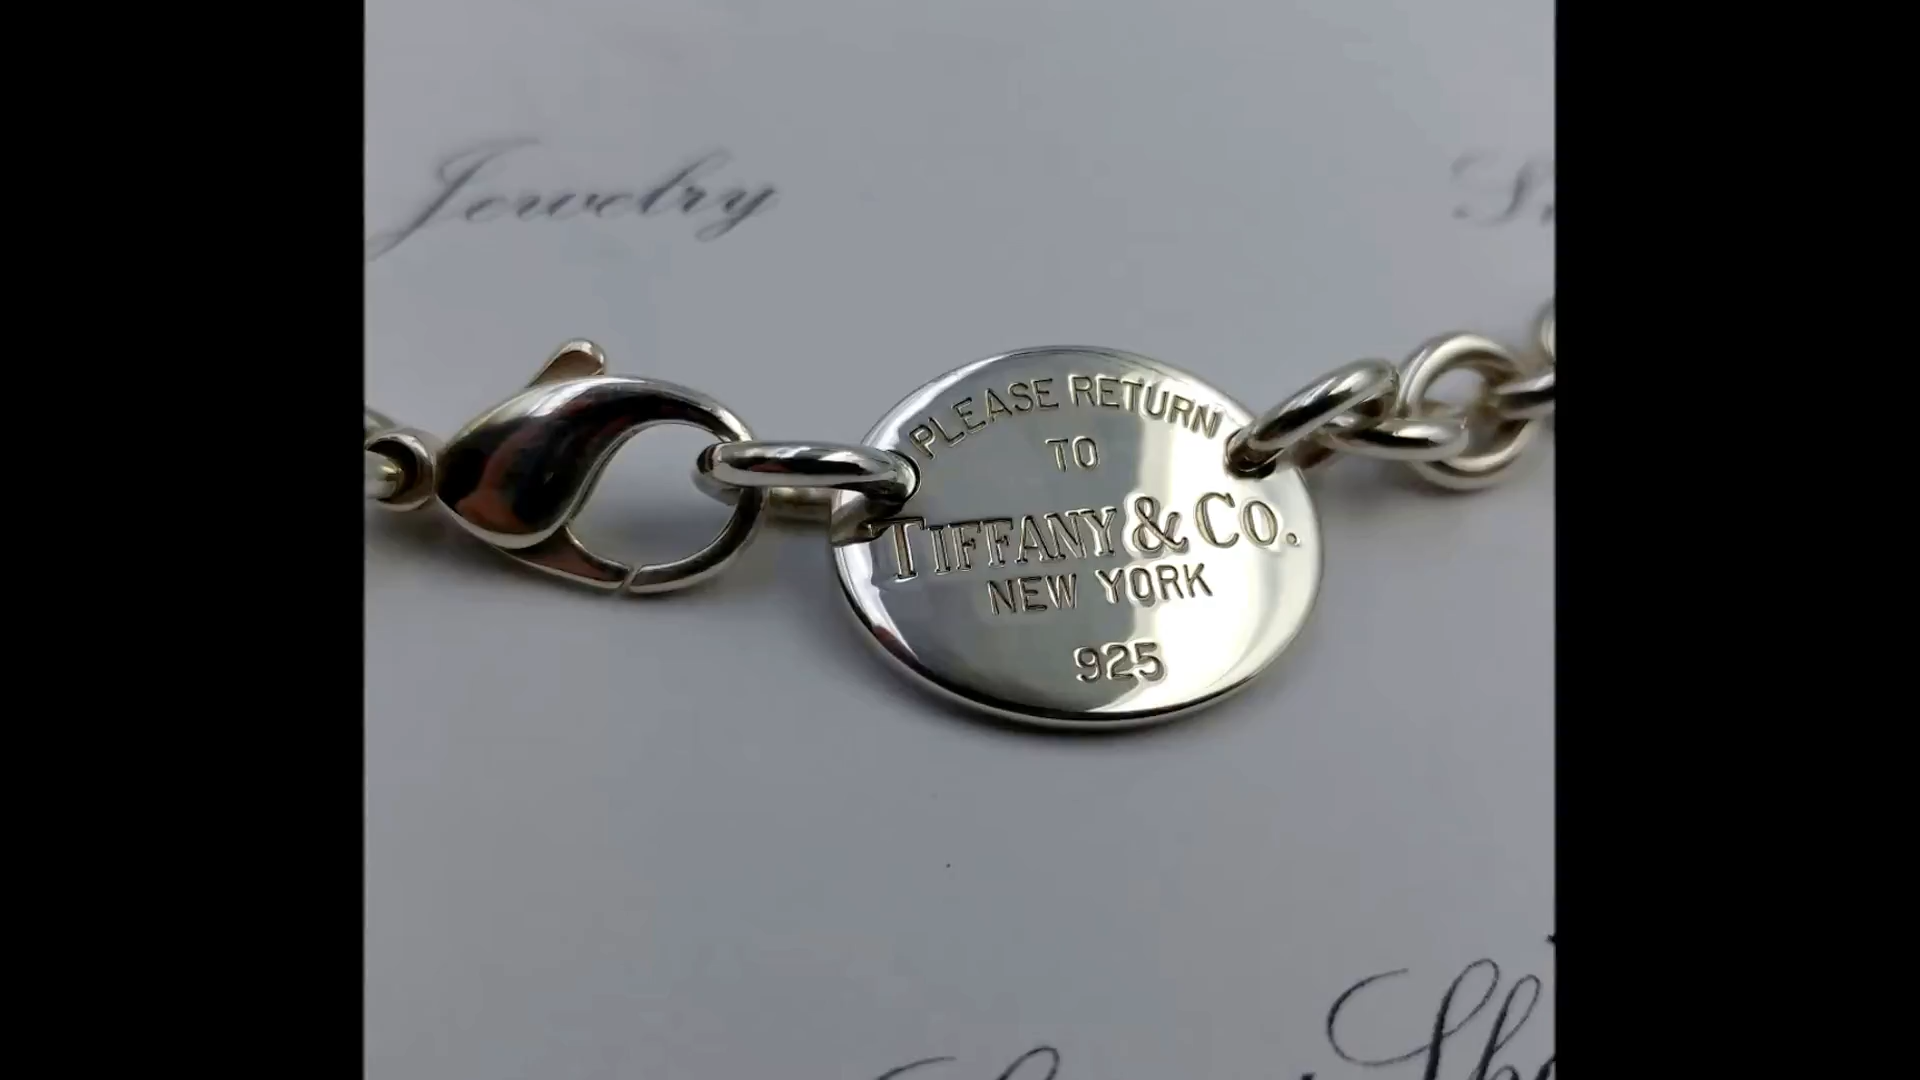 Jewelry
PLEASE RETURN
TO
TIFFANY & CO.
NEW YORK
925